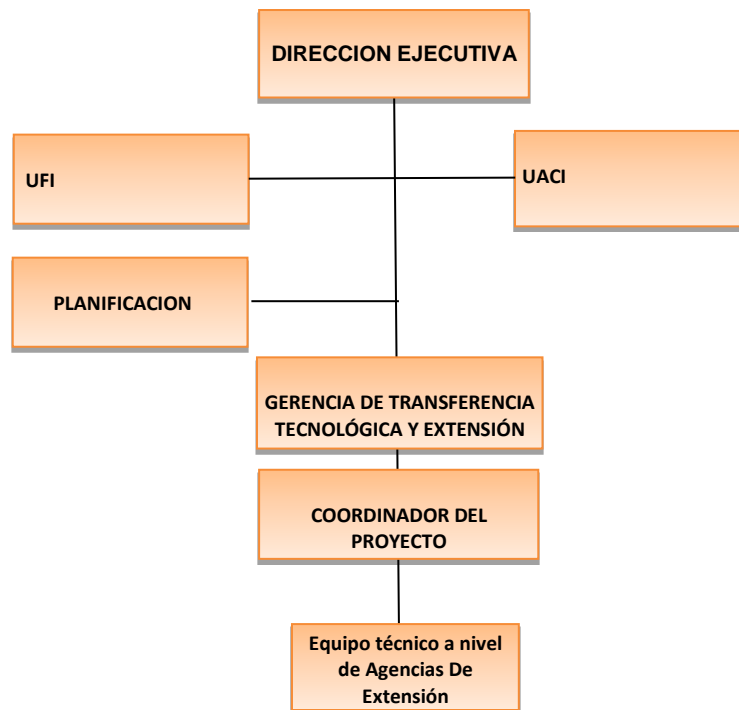 DIRECCION EJECUTIVA
UFI
UACI
PLANIFICACION
GERENCIA DE TRANSFERENCIA
TECNOLÓGICA Y EXTENSIÓN
COORDINADOR DEL
PROYECTO
Equipo técnico a nivel
de Agencias De
Extensión